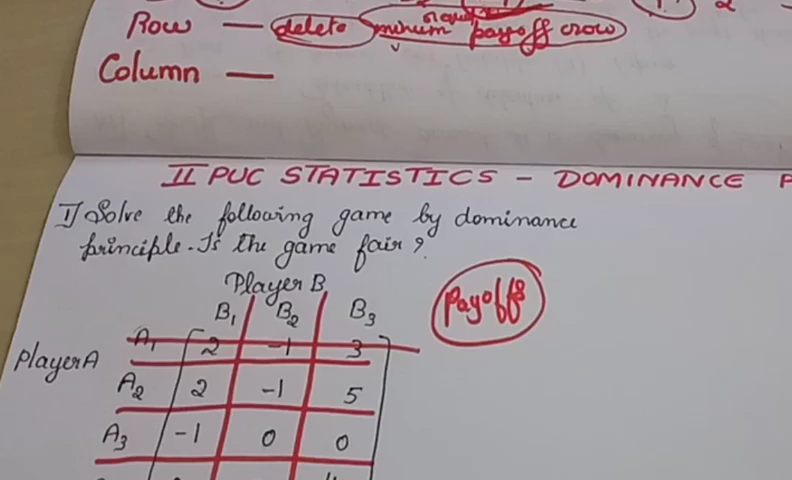 Row — delete minimum payoff row
Column —
II PUC STATISTICS - DOMINANCE P
1) Solve the following game by dominance
principle. Is the game fair?
Player B
Payoffs
B1 B2 B3
A1 2 -1 3
Player A
A2 2 -1 5
A3 -1 0 0